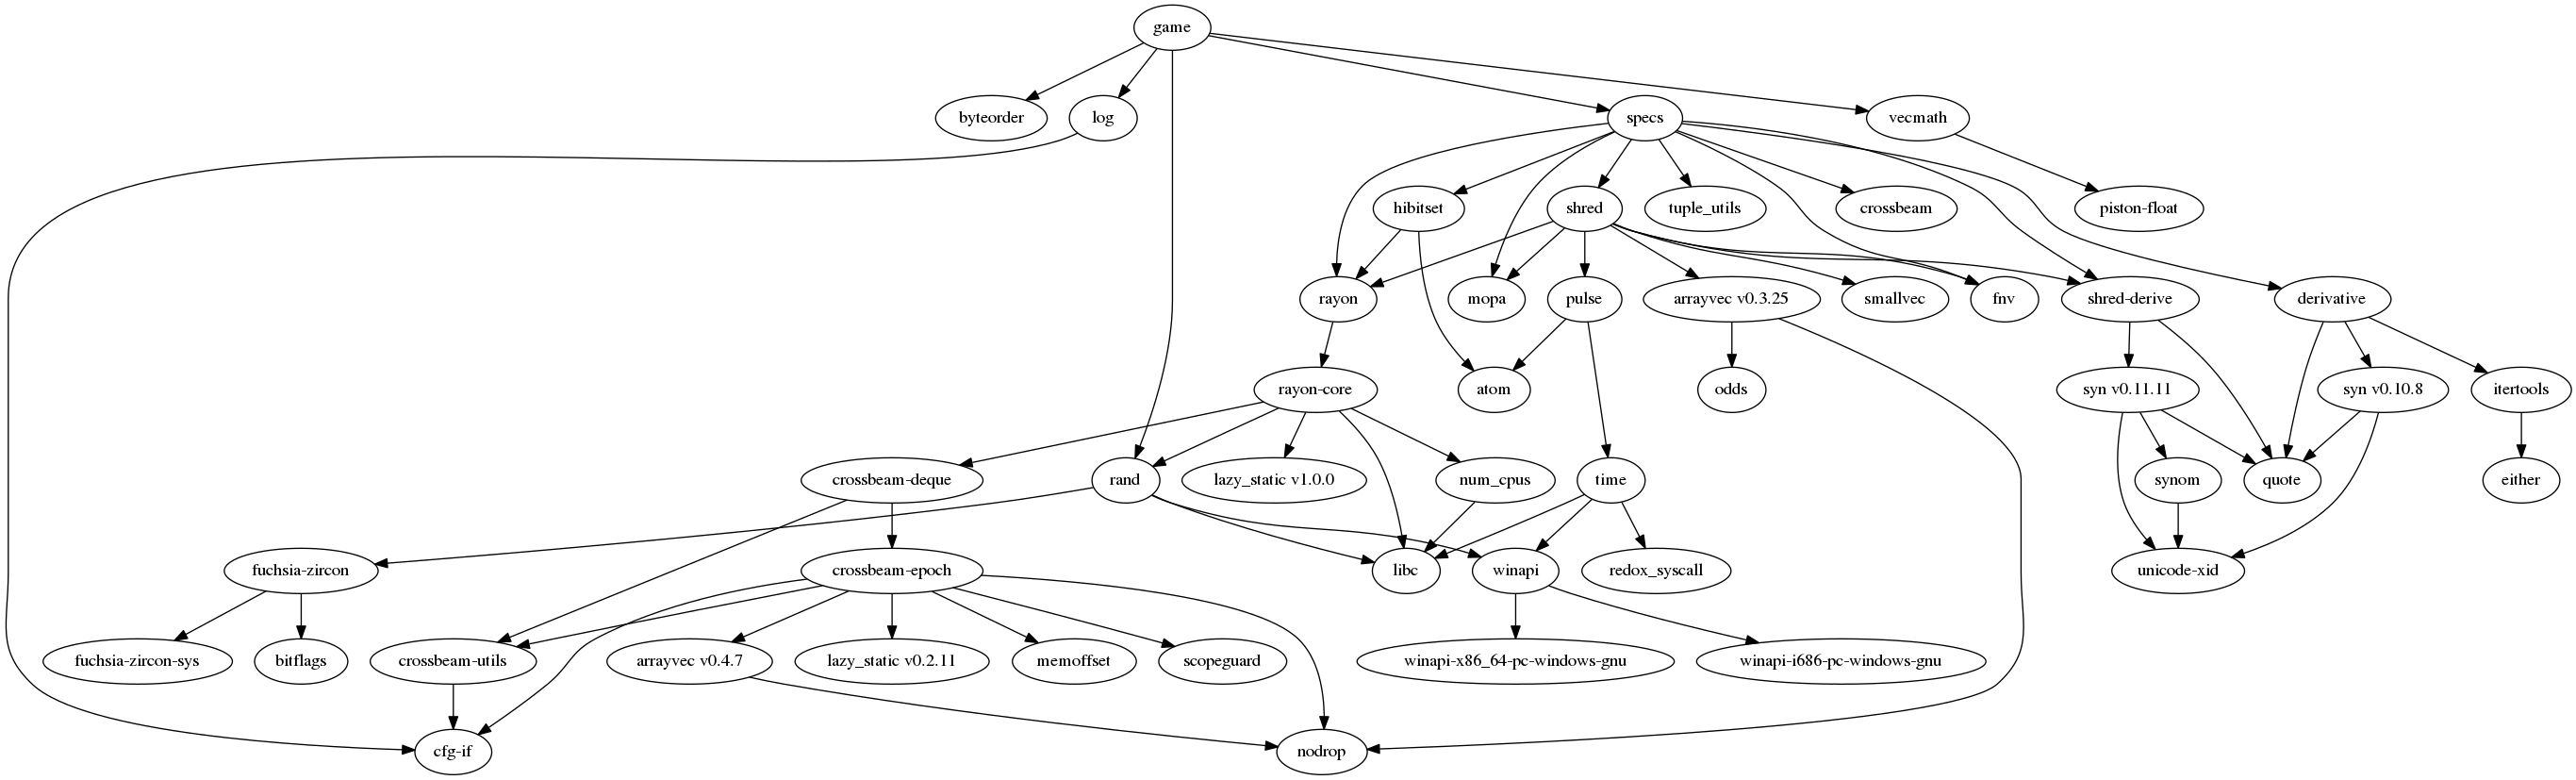 game
byteorder
log
specs
vecmath
hibitset
shred
tuple_utils
crossbeam
piston-float
rayon
mopa
pulse
arrayvec v0.3.25
smallvec
fnv
shred-derive
derivative
rayon-core
atom
odds
syn v0.11.11
syn v0.10.8
itertools
crossbeam-deque
rand
lazy_static v1.0.0
num_cpus
time
synom
quote
either
fuchsia-zircon
crossbeam-epoch
libc
winapi
redox_syscall
unicode-xid
fuchsia-zircon-sys
bitflags
crossbeam-utils
arrayvec v0.4.7
lazy_static v0.2.11
memoffset
scopeguard
winapi-x86_64-pc-windows-gnu
winapi-i686-pc-windows-gnu
cfg-if
nodrop